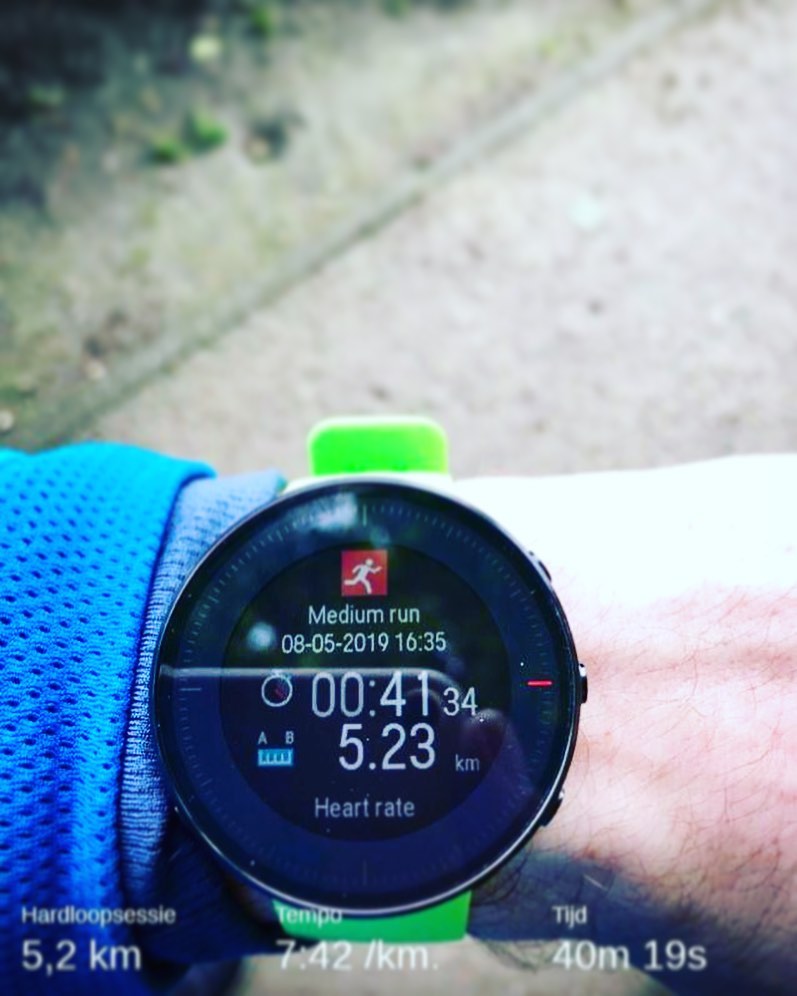 Medium run
08-05-2019 16:35
00:41 34
A B
5.23 km
Heart rate
Hardloopsessie Tempo Tijd
5,2 km 7:42 /km. 40m 19s